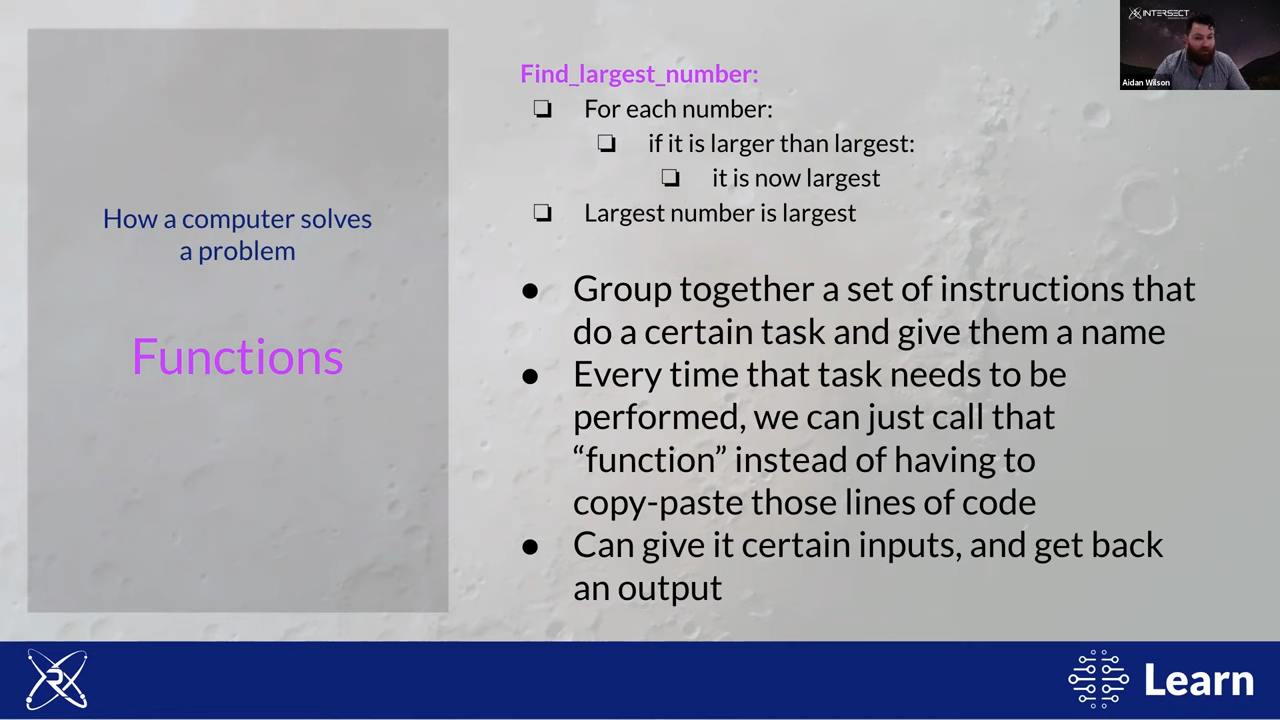 INTERSECT
Aidan Wilson
How a computer solves
a problem
Functions
Find_largest_number:
❏ For each number:
❏ if it is larger than largest:
❏ it is now largest
❏ Largest number is largest
● Group together a set of instructions that
do a certain task and give them a name
● Every time that task needs to be
performed, we can just call that
“function” instead of having to
copy-paste those lines of code
● Can give it certain inputs, and get back
an output
Learn